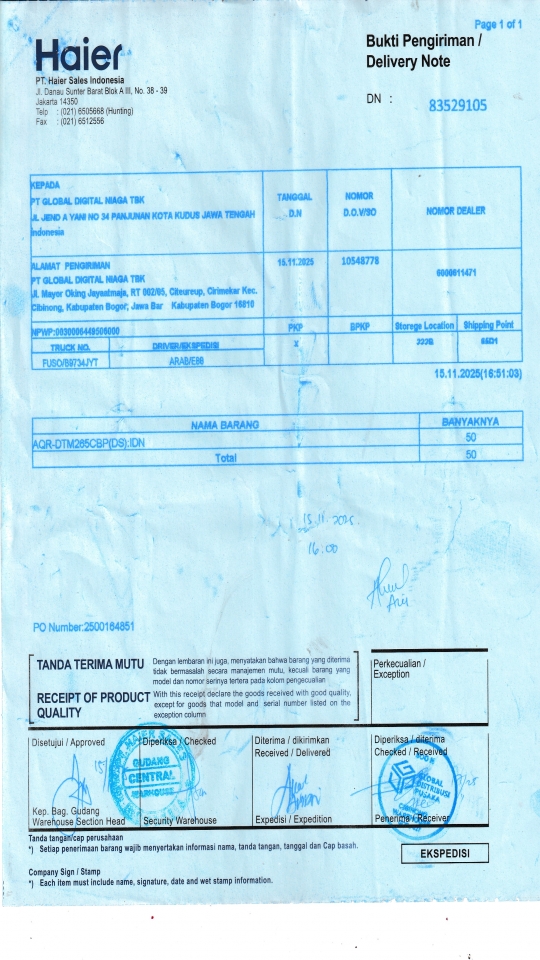 Page 1 of 1
Haier
Bukti Pengiriman /
Delivery Note
PT. Haier Sales Indonesia
Jl. Danau Sunter Barat Blok A III, No. 38 - 39
Jakarta 14350
Telp : (021) 6505668 (Hunting)
Fax : (021) 6512556
DN : 83529105
KEPADA
PT GLOBAL DIGITAL NIAGA TBK
JL JEND A YANI NO 34 PANJUNAN KOTA KUDUS JAWA TENGAH
Indonesia
TANGGAL
D.N
NOMOR
D.O.V/SO
NOMOR DEALER
ALAMAT PENGIRIMAN
PT GLOBAL DIGITAL NIAGA TBK
Jl. Mayor Oking Jayaatmaja, RT 002/05, Citeureup, Cirimekar Kec.
Cibinong, Kabupaten Bogor, Jawa Bar Kabupaten Bogor 16810
15.11.2025
10548778
6000611471
NPWP:0030006449506000
PKP
BPKP
Storege Location
Shipping Point
TRUCK NO.
DRIVER/EKSPEDISI
X
FUSO/B9734JYT
ARAB/EBB
15.11.2025(16:51:03)
NAMA BARANG
BANYAKNYA
AQR-DTM265CBP(DS):IDN
50
Total
50
15.11.2025.
16:00
Aris
PO Number:2500164851
TANDA TERIMA MUTU
Dengan lembaran ini juga, menyatakan bahwa barang yang diterima
tidak bermasalah secara manajemen mutu, kecuali barang yang
model dan nomor serinya tertera pada kolom pengecualian
RECEIPT OF PRODUCT
QUALITY
With this receipt declare the goods received with good quality,
except for goods that model and serial number listed on the
exception column
Perkecualian /
Exception
Disetujui / Approved
Diperiksa / Checked
Diterima / dikirimkan
Received / Delivered
Diperiksa / diterima
Checked / Received
GUDANG
CENTRAL
WAREHOUSE
GLOBAL
DISTRIBUSI
PUSAKA
Kep. Bag. Gudang
Warehouse Section Head
Security Warehouse
Expedisi / Expedition
Penerima / Receiver
Tanda tangan/cap perusahaan
*) Setiap penerimaan barang wajib menyertakan informasi nama, tanda tangan, tanggal dan Cap basah.
EKSPEDISI
Company Sign / Stamp
*) Each item must include name, signature, date and wet stamp information.